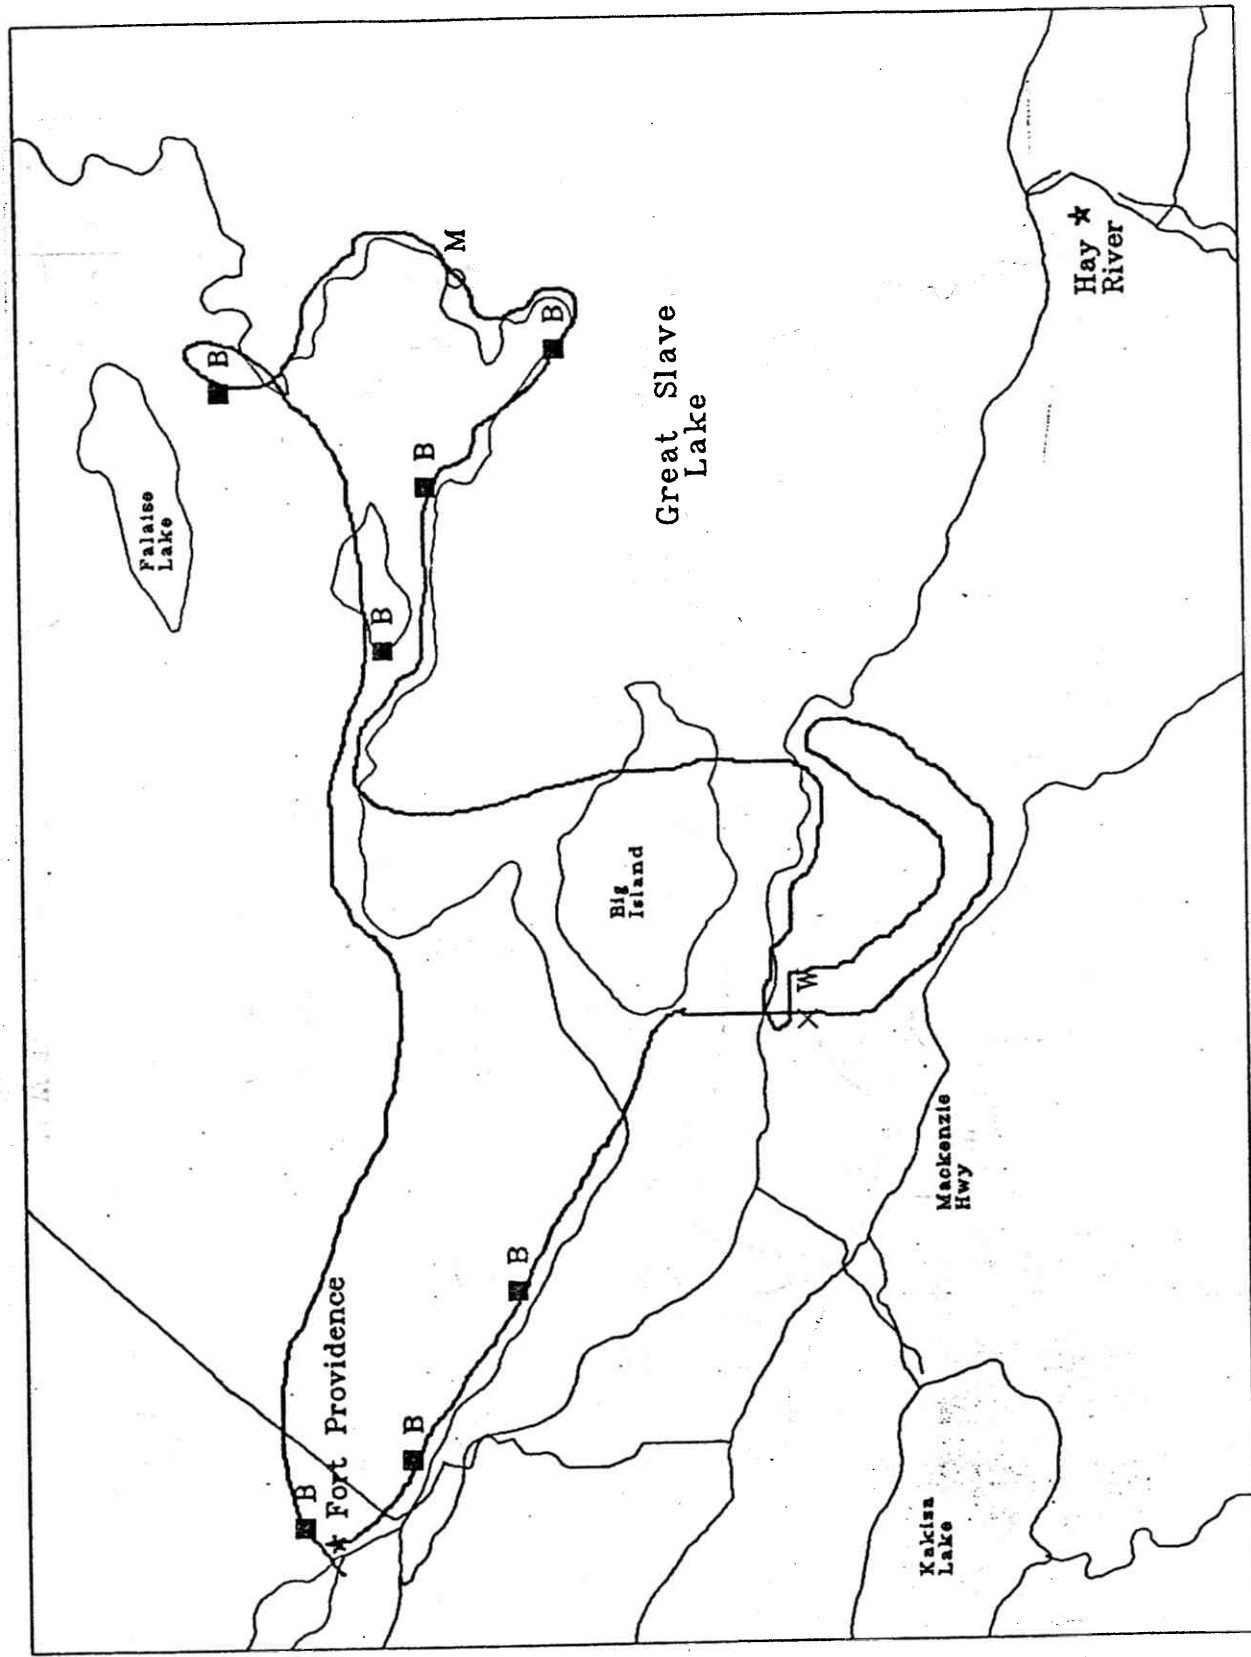 Falaise
Lake
B
M
B
B
B
Great Slave
Lake
Hay
River
Big
Island
W
B
B
B
Fort Providence
Mackenzie
Hwy
Kakisa
Lake